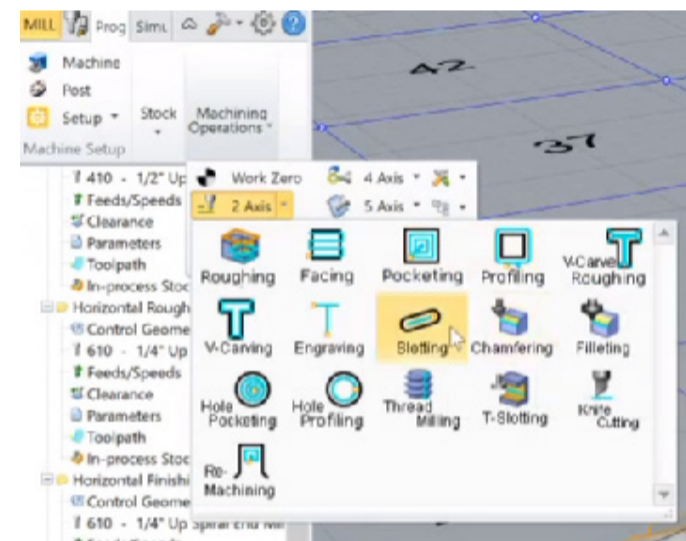 MILL Prog Simu
Machine
Post
Setup
Stock
Machining
Operations
Machine Setup
42
37
410 - 1/2" Up
Feeds/Speeds
Clearance
Parameters
Toolpath
In-process Stoc
Horizontal Rough
Control Geome
610 - 1/4" Up
Feeds/Speeds
Clearance
Parameters
Toolpath
In-process Stoc
Horizontal Finishi
Control Geome
610 - 1/4" Up Spiral End Mill
Work Zero
4 Axis
2 Axis
5 Axis
Roughing
Facing
Pocketing
Profiling
V-Carve
Roughing
V-Carving
Engraving
Slotting
Chamfering
Filleting
Hole
Pocketing
Hole
Profiling
Thread
Milling
T-Slotting
Knife
Cutting
Re-
Machining